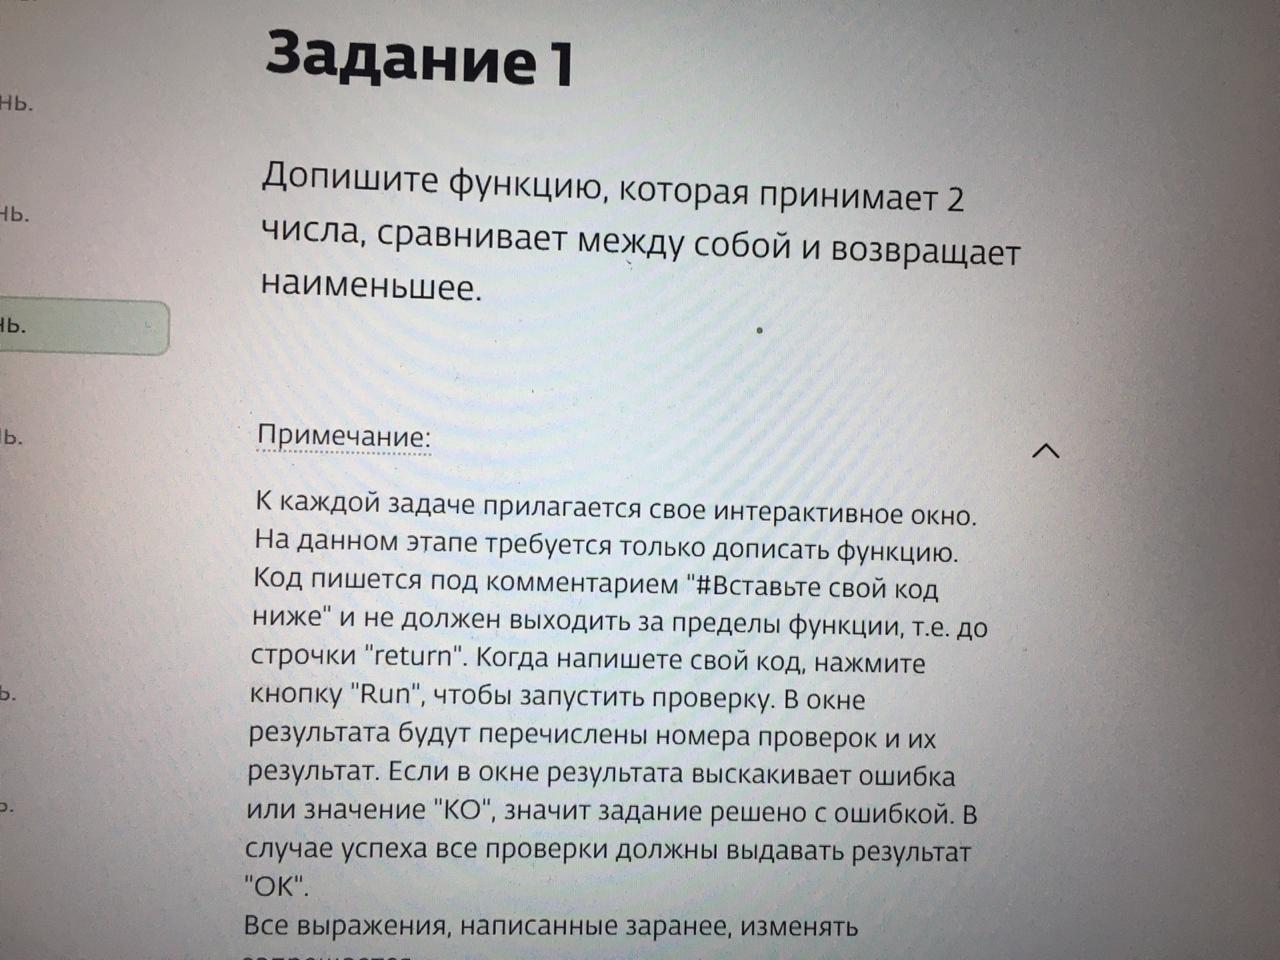 Задание 1
нь.
Допишите функцию, которая принимает 2
нь.
числа, сравнивает между собой и возвращает
наименьшее.
нь.
Примечание:
ь.
К каждой задаче прилагается свое интерактивное окно.
На данном этапе требуется только дописать функцию.
Код пишется под комментарием "#Вставьте свой код
ниже" и не должен выходить за пределы функции, т.е. до
строчки "return". Когда напишете свой код, нажмите
кнопку "Run", чтобы запустить проверку. В окне
ь.
результата будут перечислены номера проверок и их
результат. Если в окне результата выскакивает ошибка
или значение "КО", значит задание решено с ошибкой. В
ь.
случае успеха все проверки должны выдавать результат
"ОК".
Все выражения, написанные заранее, изменять